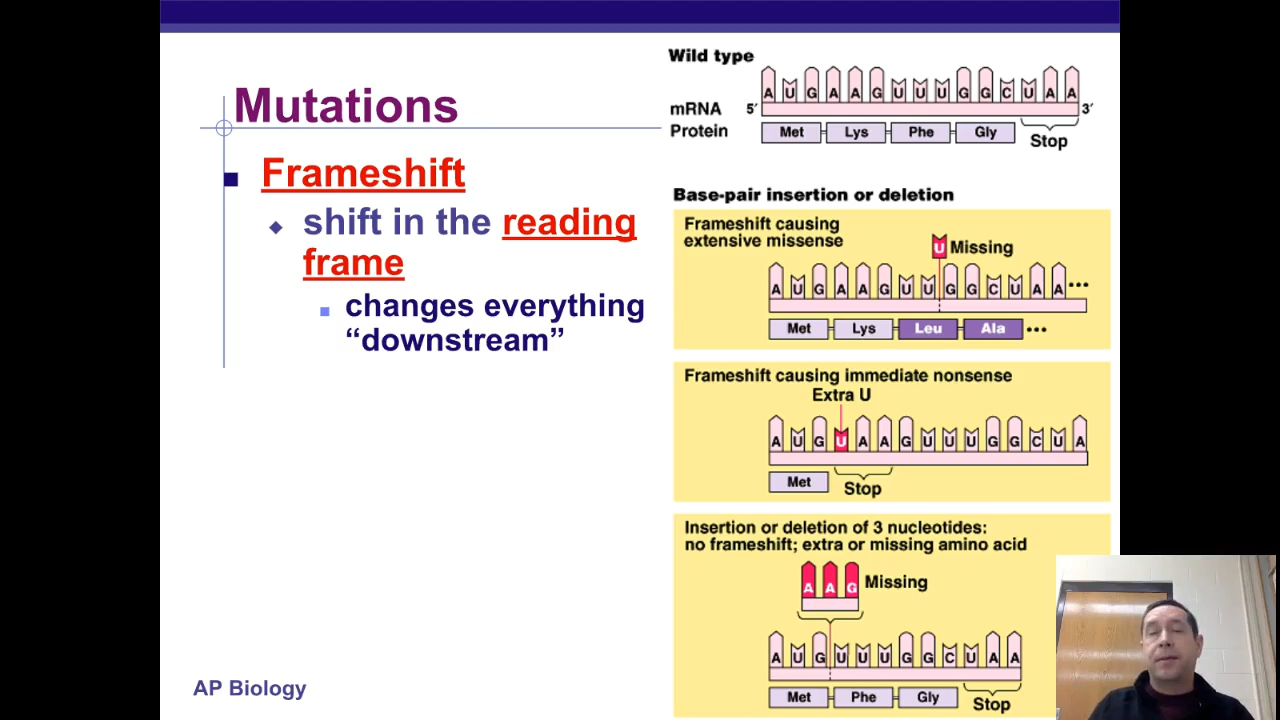 Mutations
Frameshift
shift in the reading
frame
changes everything
“downstream”
AP Biology
Wild type
A U G A A G U U U G G C U A A
mRNA 5′ 3′
Protein Met Lys Phe Gly
Stop
Base-pair insertion or deletion
Frameshift causing
extensive missense
U Missing
A U G A A G U U G G C U A A •••
Met Lys Leu Ala •••
Frameshift causing immediate nonsense
Extra U
A U G U A A G U U U G G C U A
Met
Stop
Insertion or deletion of 3 nucleotides:
no frameshift; extra or missing amino acid
A A G Missing
A U G U U U G G C U A A
Met Phe Gly
Stop